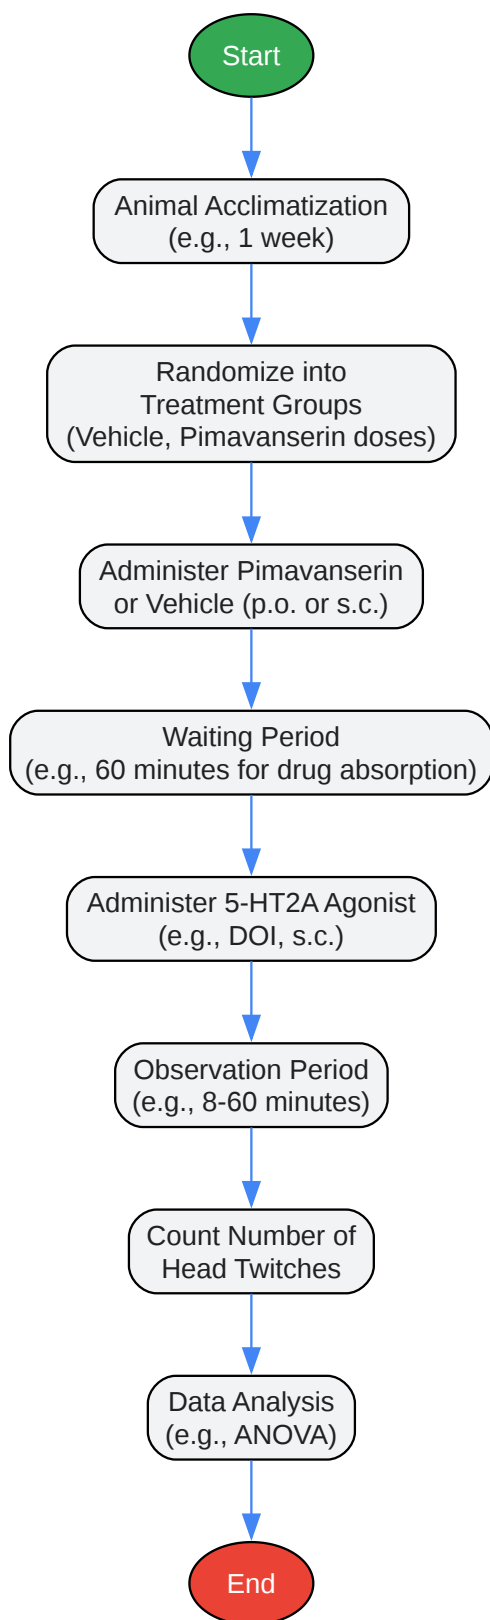 Start
Animal Acclimatization
(e.g., 1 week)
Randomize into
Treatment Groups
(Vehicle, Pimavanserin doses)
Administer Pimavanserin
or Vehicle (p.o. or s.c.)
Waiting Period
(e.g., 60 minutes for drug absorption)
Administer 5-HT2A Agonist
(e.g., DOI, s.c.)
Observation Period
(e.g., 8-60 minutes)
Count Number of
Head Twitches
Data Analysis
(e.g., ANOVA)
End